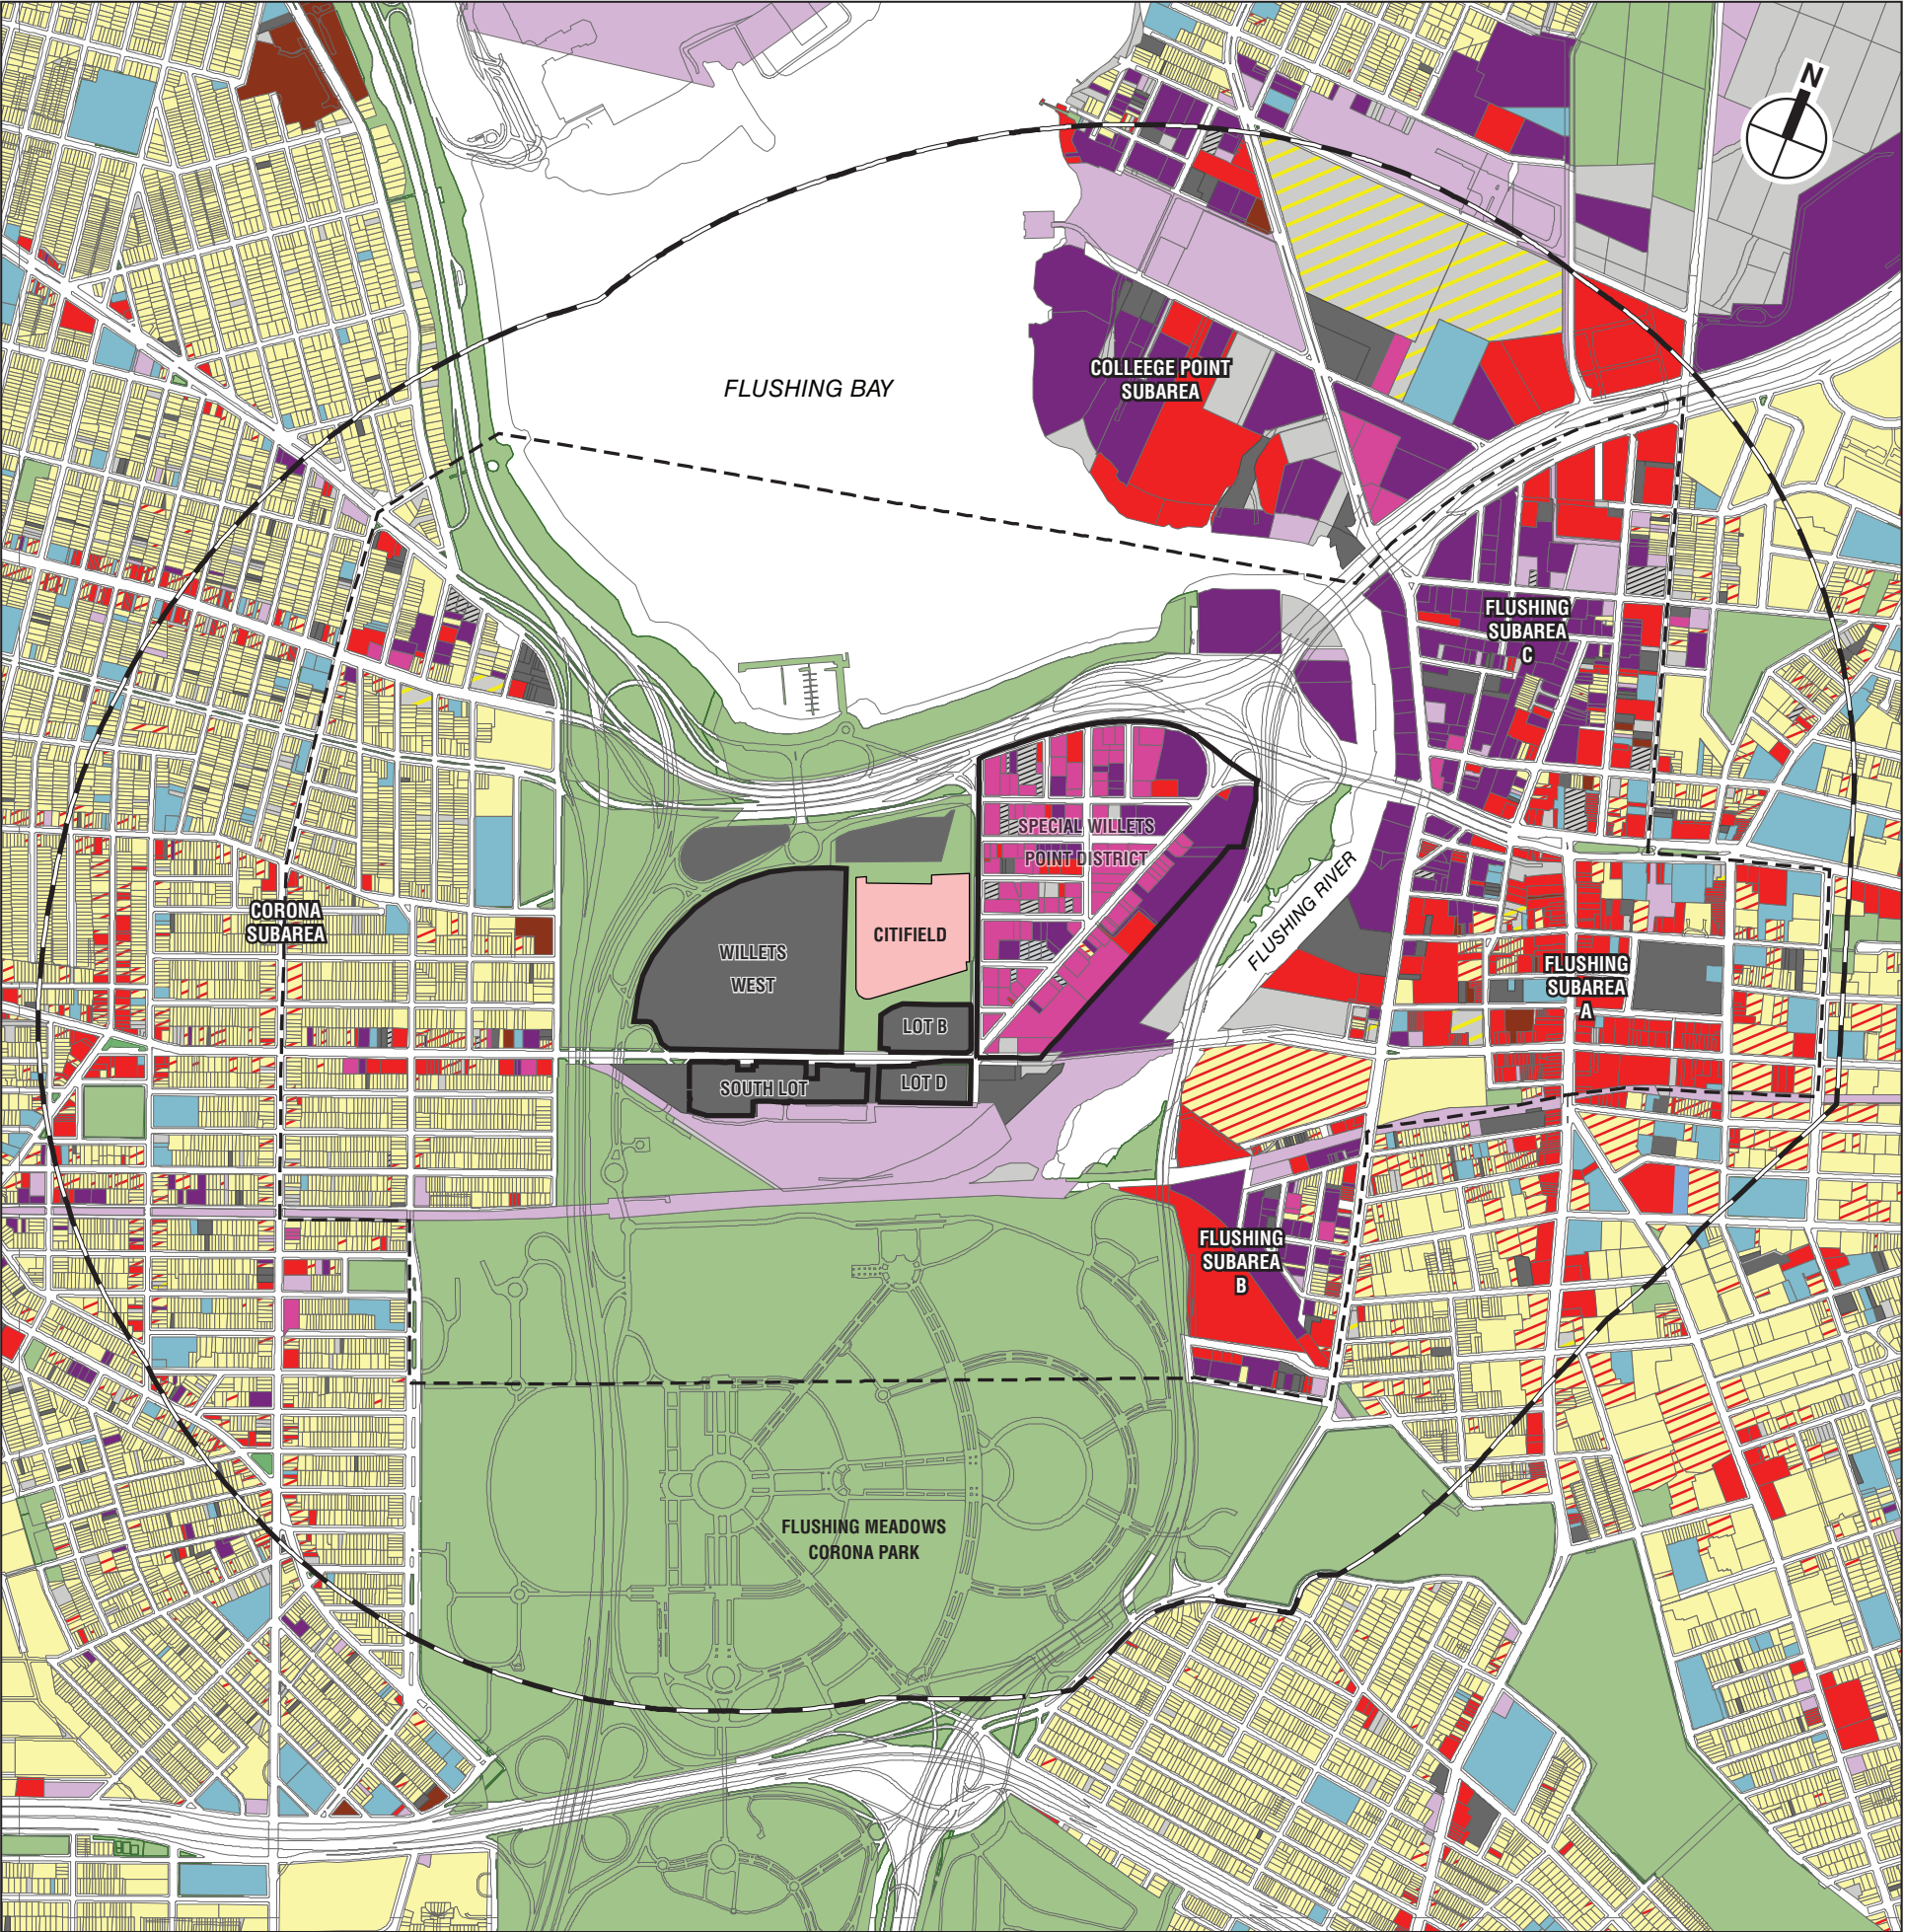 N
FLUSHING BAY
COLLEEGE POINT
SUBAREA
FLUSHING
SUBAREA
C
SPECIAL WILLETS
POINT DISTRICT
FLUSHING RIVER
CORONA
SUBAREA
CITIFIELD
WILLETS
WEST
FLUSHING
SUBAREA
A
LOT B
SOUTH LOT
LOT D
FLUSHING
SUBAREA
B
FLUSHING MEADOWS
CORONA PARK